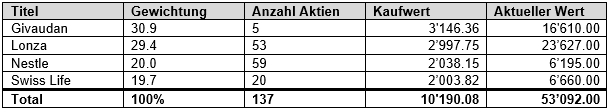 Titel Gewichtung Anzahl Aktien Kaufwert Aktueller Wert
Givaudan 30.9 5 3'146.36 16'610.00
Lonza 29.4 53 2'997.75 23'627.00
Nestle 20.0 59 2'038.15 6'195.00
Swiss Life 19.7 20 2'003.82 6'660.00
Total 100% 137 10'190.08 53'092.00